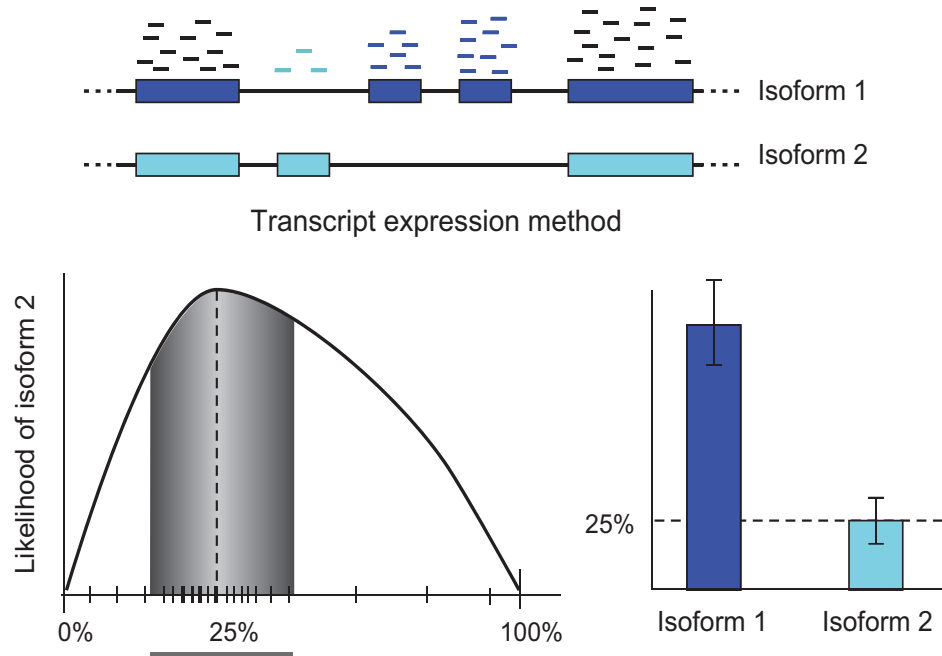 Isoform 1
Isoform 2
Transcript expression method
Likelihood of isoform 2
0%
25%
100%
25%
Isoform 1
Isoform 2